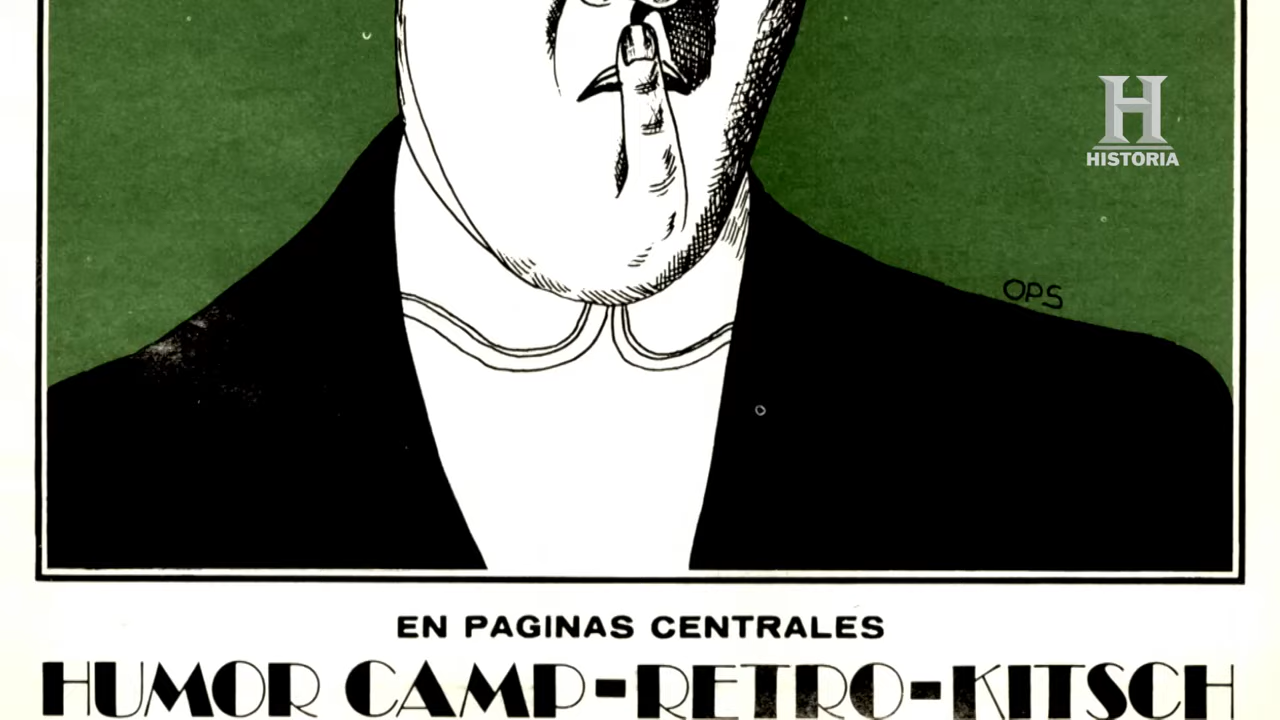 H
HISTORIA
OPS
EN PAGINAS CENTRALES
HUMOR CAMP-RETRO-KITSCH